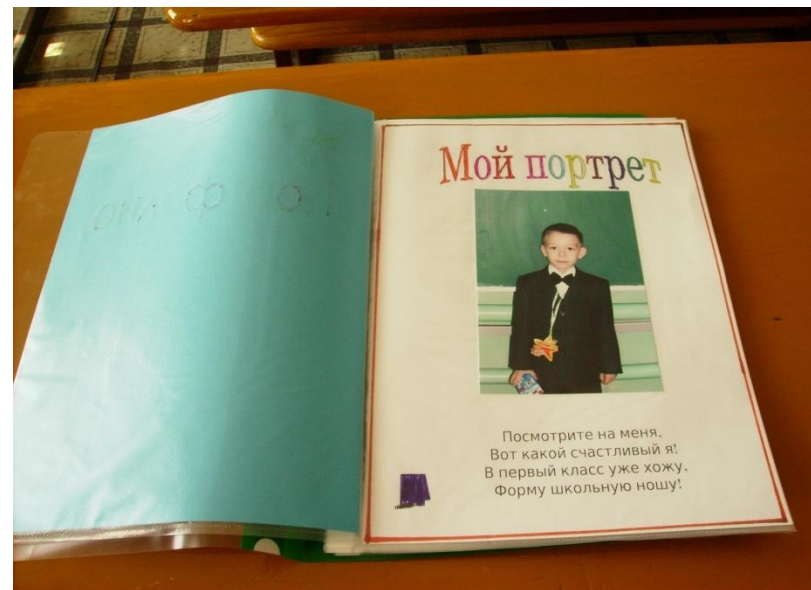 Мой портрет
Посмотрите на меня,
Вот какой счастливый я!
В первый класс уже хожу,
Форму школьную ношу!